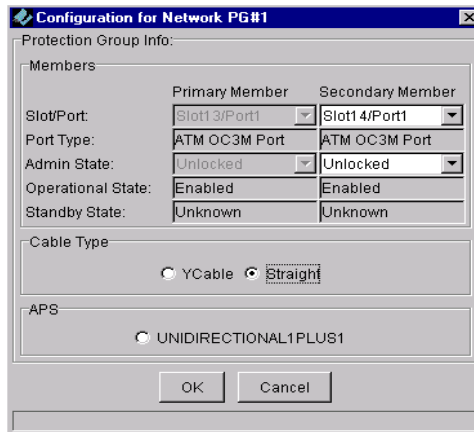 Configuration for Network PG#1
Protection Group Info:
Members
Primary Member Secondary Member
Slot/Port: Slot13/Port1 Slot14/Port1
Port Type: ATM OC3M Port ATM OC3M Port
Admin State: Unlocked Unlocked
Operational State: Enabled Enabled
Standby State: Unknown Unknown
Cable Type
YCable Straight
APS
UNIDIRECTIONAL1PLUS1
OK Cancel